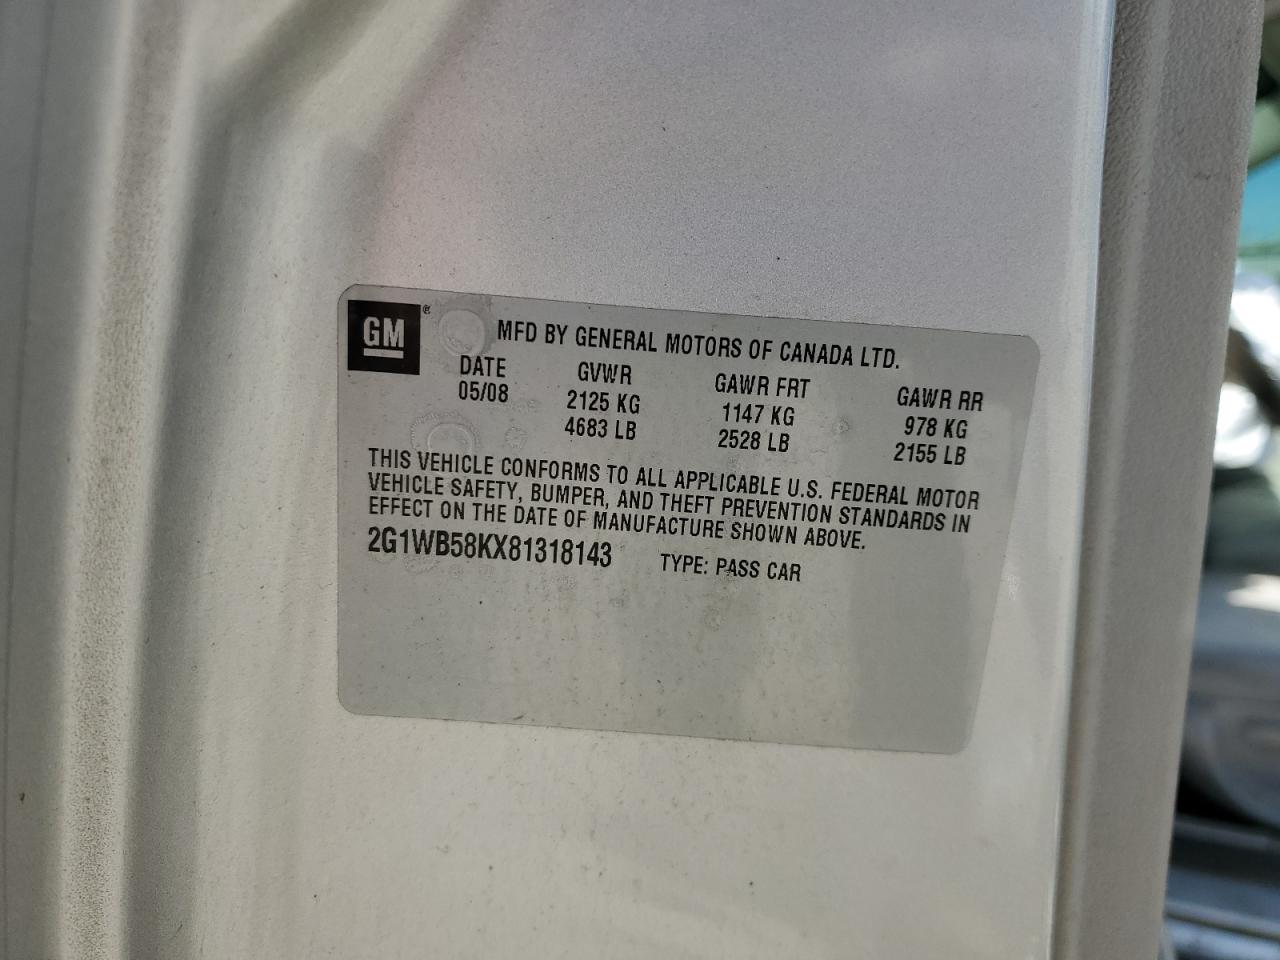 GM ®
MFD BY GENERAL MOTORS OF CANADA LTD.
DATE GVWR GAWR FRT GAWR RR
05/08 2125 KG 1147 KG 978 KG
4683 LB 2528 LB 2155 LB
THIS VEHICLE CONFORMS TO ALL APPLICABLE U.S. FEDERAL MOTOR
VEHICLE SAFETY, BUMPER, AND THEFT PREVENTION STANDARDS IN
EFFECT ON THE DATE OF MANUFACTURE SHOWN ABOVE.
2G1WB58KX81318143 TYPE: PASS CAR